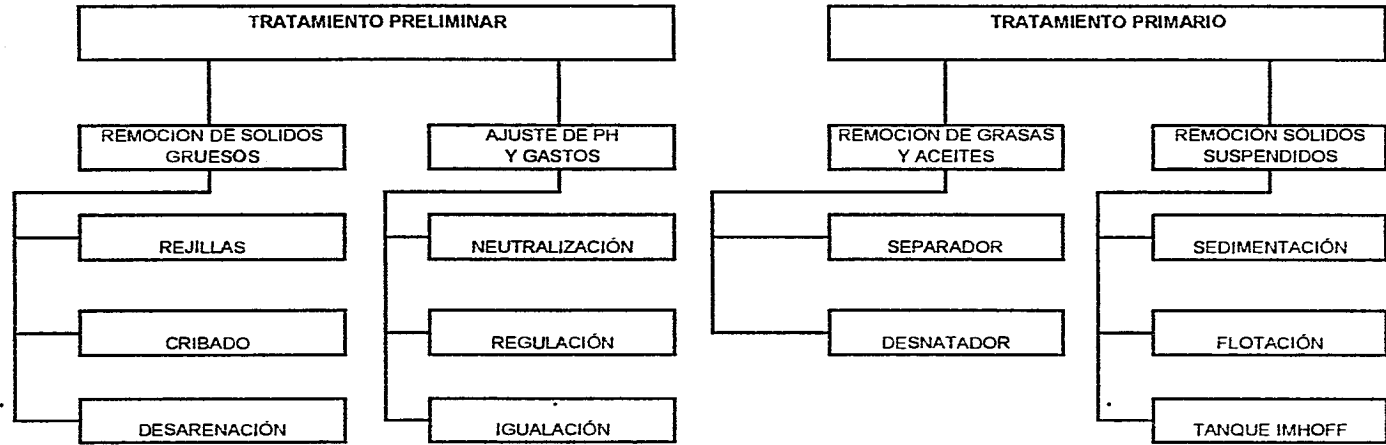 TRATAMIENTO PRELIMINAR
REMOCION DE SOLIDOS
GRUESOS
AJUSTE DE PH
Y GASTOS
REJILLAS
NEUTRALIZACIÓN
CRIBADO
REGULACIÓN
DESARENACIÓN
IGUALACIÓN
TRATAMIENTO PRIMARIO
REMOCION DE GRASAS
Y ACEITES
REMOCIÓN SÓLIDOS
SUSPENDIDOS
SEPARADOR
SEDIMENTACIÓN
DESNATADOR
FLOTACIÓN
TANQUE IMHOFF